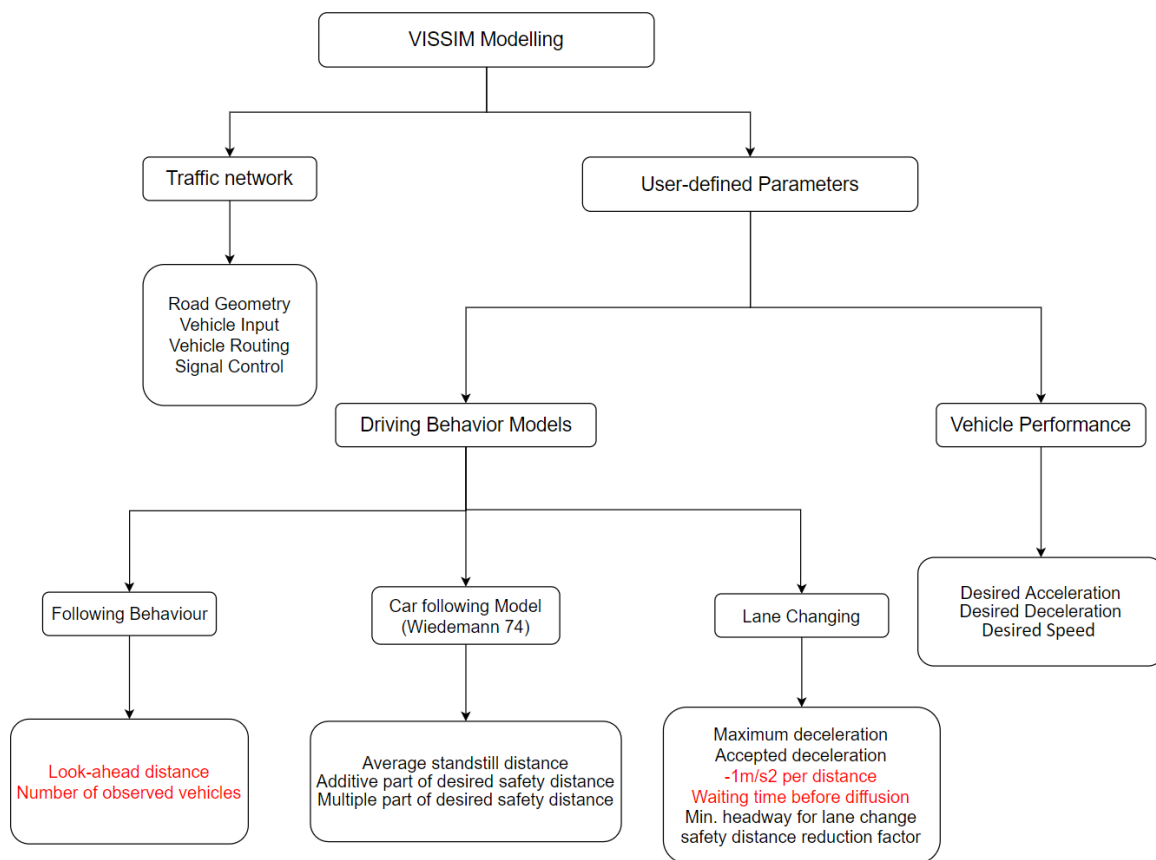 VISSIM Modelling
Traffic network
User-defined Parameters
Road Geometry
Vehicle Input
Vehicle Routing
Signal Control
Driving Behavior Models
Vehicle Performance
Following Behaviour
Car following Model
(Wiedemann 74)
Lane Changing
Desired Acceleration
Desired Deceleration
Desired Speed
Look-ahead distance
Number of observed vehicles
Average standstill distance
Additive part of desired safety distance
Multiple part of desired safety distance
Maximum deceleration
Accepted deceleration
-1m/s2 per distance
Waiting time before diffusion
Min. headway for lane change
safety distance reduction factor